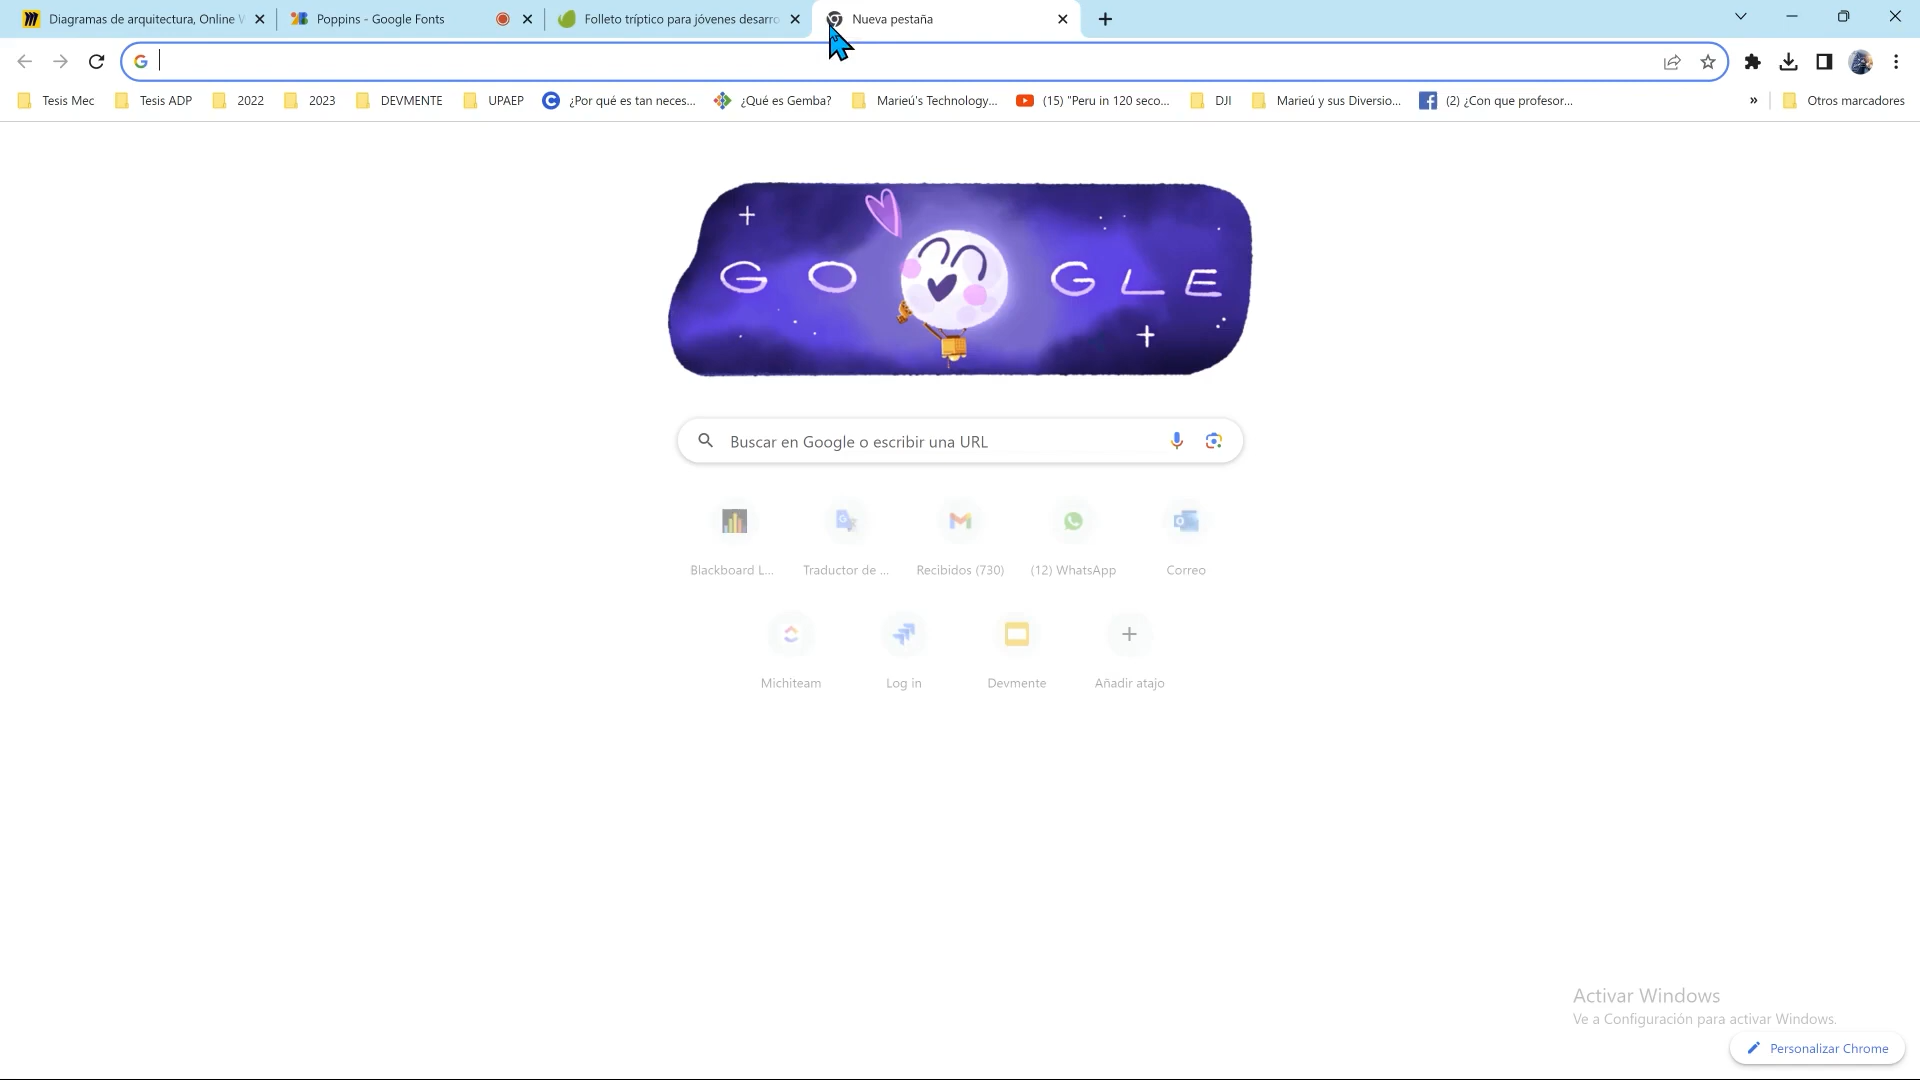 Diagramas de arquitectura, Online W
Poppins - Google Fonts
Folleto tríptico para jóvenes desarro
Nueva pestaña
Tesis Mec
Tesis ADP
2022
2023
DEVMENTE
UPAEP
¿Por qué es tan neces...
¿Qué es Gemba?
Marieú's Technology...
(15) "Peru in 120 seco...
DJI
Marieú y sus Diversio...
(2) ¿Con que profesor...
»
Otros marcadores
G O GLE
Buscar en Google o escribir una URL
Blackboard L...
Traductor de ...
Recibidos (730)
(12) WhatsApp
Correo
Michiteam
Log in
Devmente
Añadir atajo
Activar Windows
Ve a Configuración para activar Windows.
Personalizar Chrome